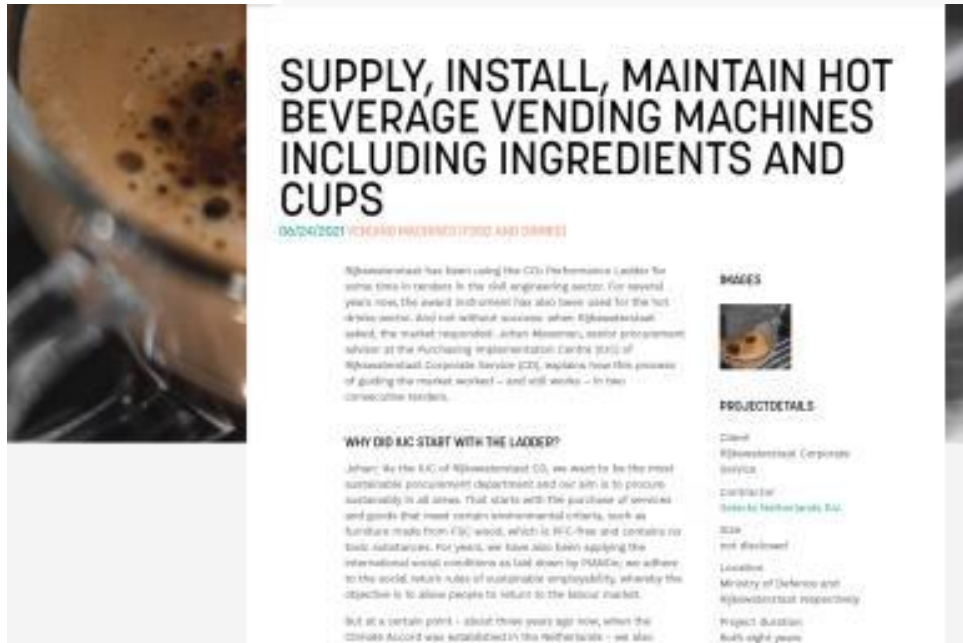 SUPPLY, INSTALL, MAINTAIN HOT
BEVERAGE VENDING MACHINES
INCLUDING INGREDIENTS AND
CUPS
06/24/2021 VENDING MACHINES (FOOD AND DRINKS)
Rijkswaterstaat has been using the CO₂ Performance Ladder for
some time in tenders in the civil engineering sector. For several
years now, the award instrument has also been used for the hot
drinks sector. And not without success: when Rijkswaterstaat
asked, the market responded. Johan senior procurement
advisor at the Purchasing Implementation Centre (IUC) of
Rijkswaterstaat Corporate Service (CD), explains how this process
of guiding the market worked – and still works – in two
consecutive tenders.
WHY DID IUC START WITH THE LADDER?
Johan: As the IUC of Rijkswaterstaat CD, we want to be the most
sustainable procurement department and our aim is to procure
sustainably in all areas. That starts with the purchase of services
and goods that meet certain environmental criteria, such as
furniture made from FSC wood, which is PFC-free and contains no
toxic substances. For years, we have also been applying the
international social conditions as laid down by PIANOo; we adhere
to the social return rules of sustainable employability, whereby the
objective is to allow people to return to the labour market.
But at a certain point – about three years ago now, when the
Climate Accord was established in the Netherlands – we also
IMAGES
PROJECTDETAILS
Client
Rijkswaterstaat Corporate
Service
Contractor
Selecta Netherlands B.V.
Size
not disclosed
Location
Ministry of Defence and
Rijkswaterstaat respectively
Project duration
Both eight years